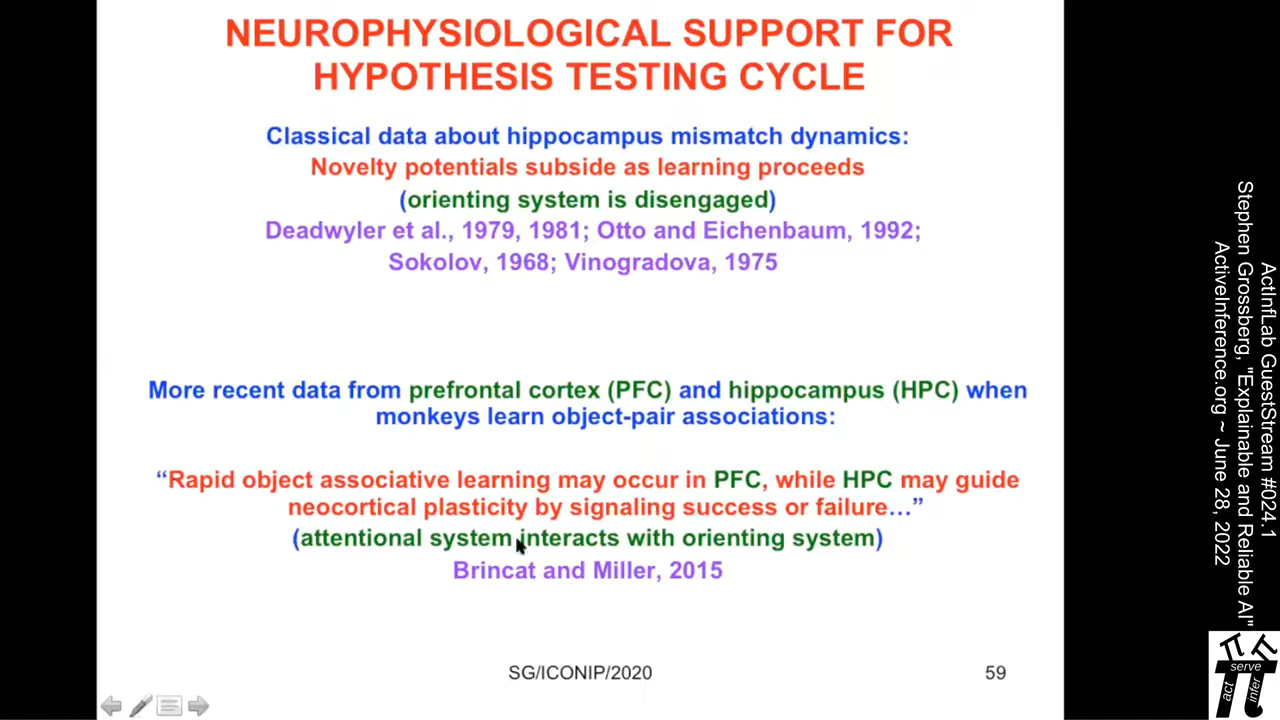 NEUROPHYSIOLOGICAL SUPPORT FOR
HYPOTHESIS TESTING CYCLE
Classical data about hippocampus mismatch dynamics:
Novelty potentials subside as learning proceeds
(orienting system is disengaged)
Deadwyler et al., 1979, 1981; Otto and Eichenbaum, 1992;
Sokolov, 1968; Vinogradova, 1975
More recent data from prefrontal cortex (PFC) and hippocampus (HPC) when
monkeys learn object-pair associations:
“Rapid object associative learning may occur in PFC, while HPC may guide
neocortical plasticity by signaling success or failure…”
(attentional system interacts with orienting system)
Brincat and Miller, 2015
SG/ICONIP/2020
59
ActInfLab GuestStream #024.1
Stephen Grossberg, "Explainable and Reliable AI"
ActiveInference.org ~ June 28, 2022
serve
act
infer